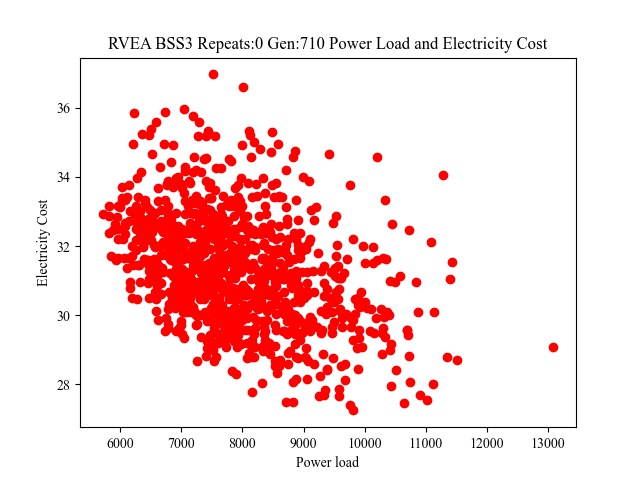 RVEA BSS3 Repeats:0 Gen:710 Power Load and Electricity Cost
Electricity Cost
36
34
32
30
28
6000 7000 8000 9000 10000 11000 12000 13000
Power load